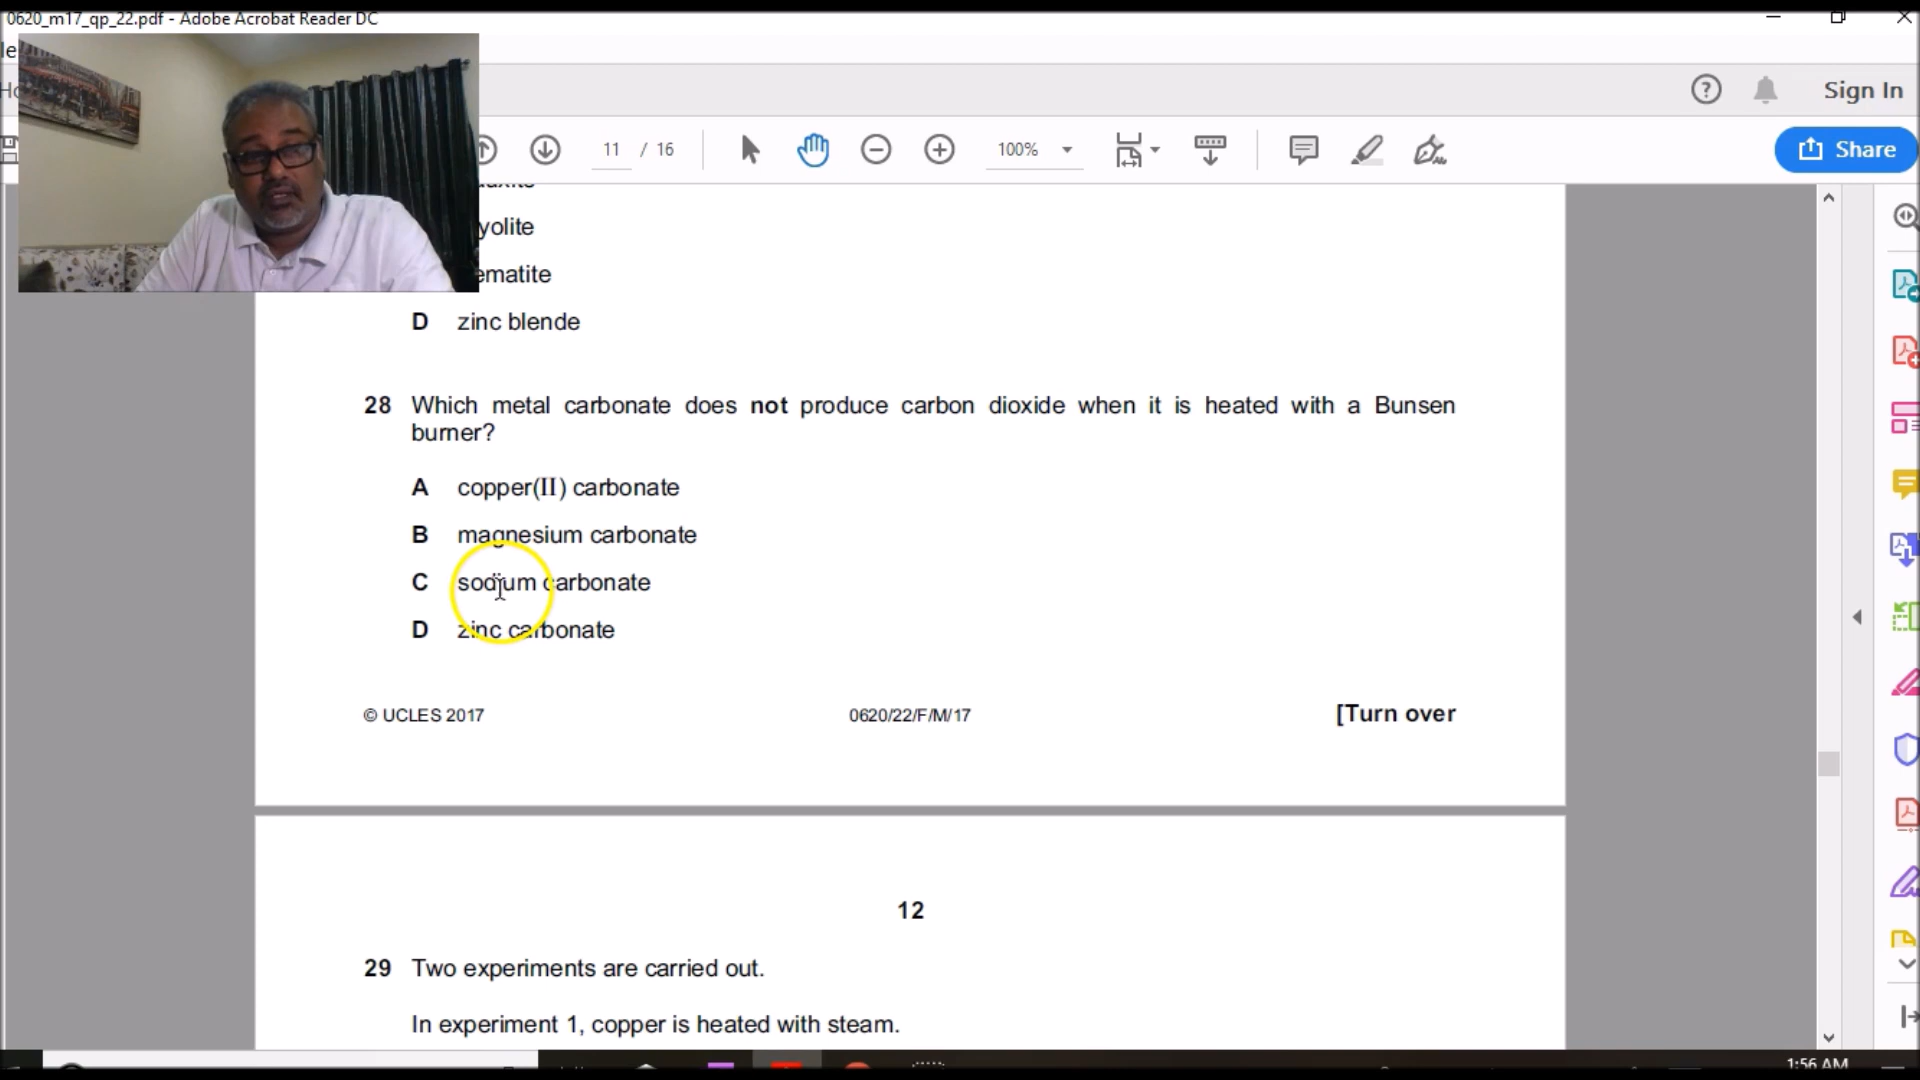 0620_m17_qp_22.pdf - Adobe Acrobat Reader DC
Sign In
11 / 16
100%
Share
yolite
ematite
D zinc blende
28 Which metal carbonate does not produce carbon dioxide when it is heated with a Bunsen
burner?
A copper(II) carbonate
B magnesium carbonate
C sodium carbonate
D zinc carbonate
© UCLES 2017
0620/22/F/M/17
[Turn over
12
29 Two experiments are carried out.
In experiment 1, copper is heated with steam.
1:56 AM